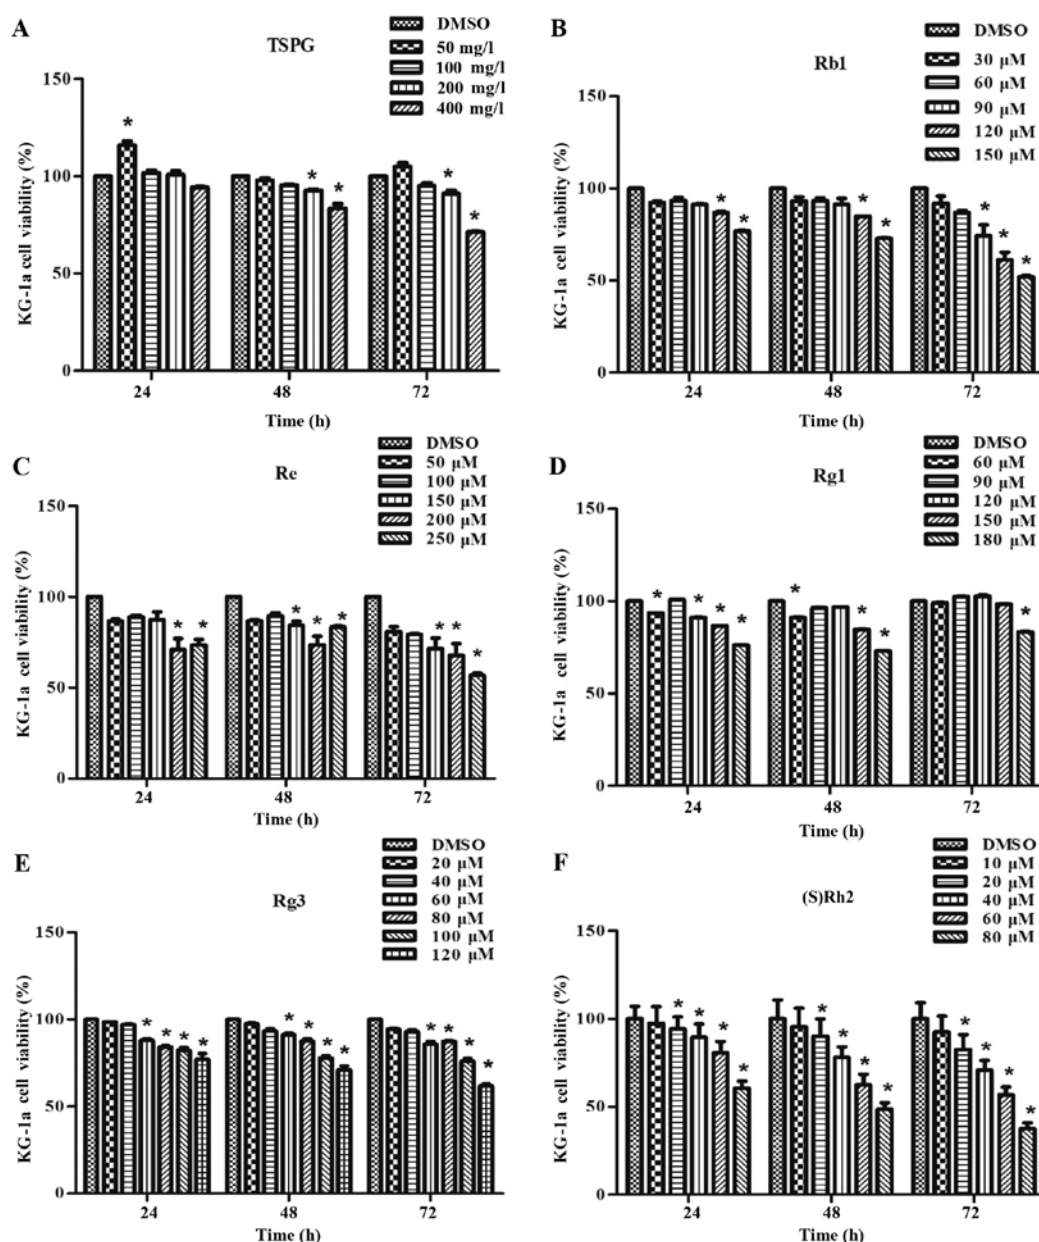 A
TSPG
DMSO
50 mg/l
100 mg/l
200 mg/l
400 mg/l
KG-1a cell viability (%)
150
100
50
0
*
* *
* *
24 48 72
Time (h)
B
Rb1
DMSO
30 μM
60 μM
90 μM
120 μM
150 μM
KG-1a cell viability (%)
150
100
50
0
* *
* *
* * *
24 48 72
Time (h)
C
Re
DMSO
50 μM
100 μM
150 μM
200 μM
250 μM
KG-1a cell viability (%)
150
100
50
0
* *
* * *
* * *
24 48 72
Time (h)
D
Rg1
DMSO
60 μM
90 μM
120 μM
150 μM
180 μM
KG-1a cell viability (%)
150
100
50
0
* * * *
* * *
*
24 48 72
Time (h)
E
Rg3
DMSO
20 μM
40 μM
60 μM
80 μM
100 μM
120 μM
KG-1a cell viability (%)
150
100
50
0
* * * *
* * * *
* * * *
24 48 72
Time (h)
F
(S)Rh2
DMSO
10 μM
20 μM
40 μM
60 μM
80 μM
KG-1a cell viability (%)
150
100
50
0
* * * *
* * * *
* * * *
24 48 72
Time (h)